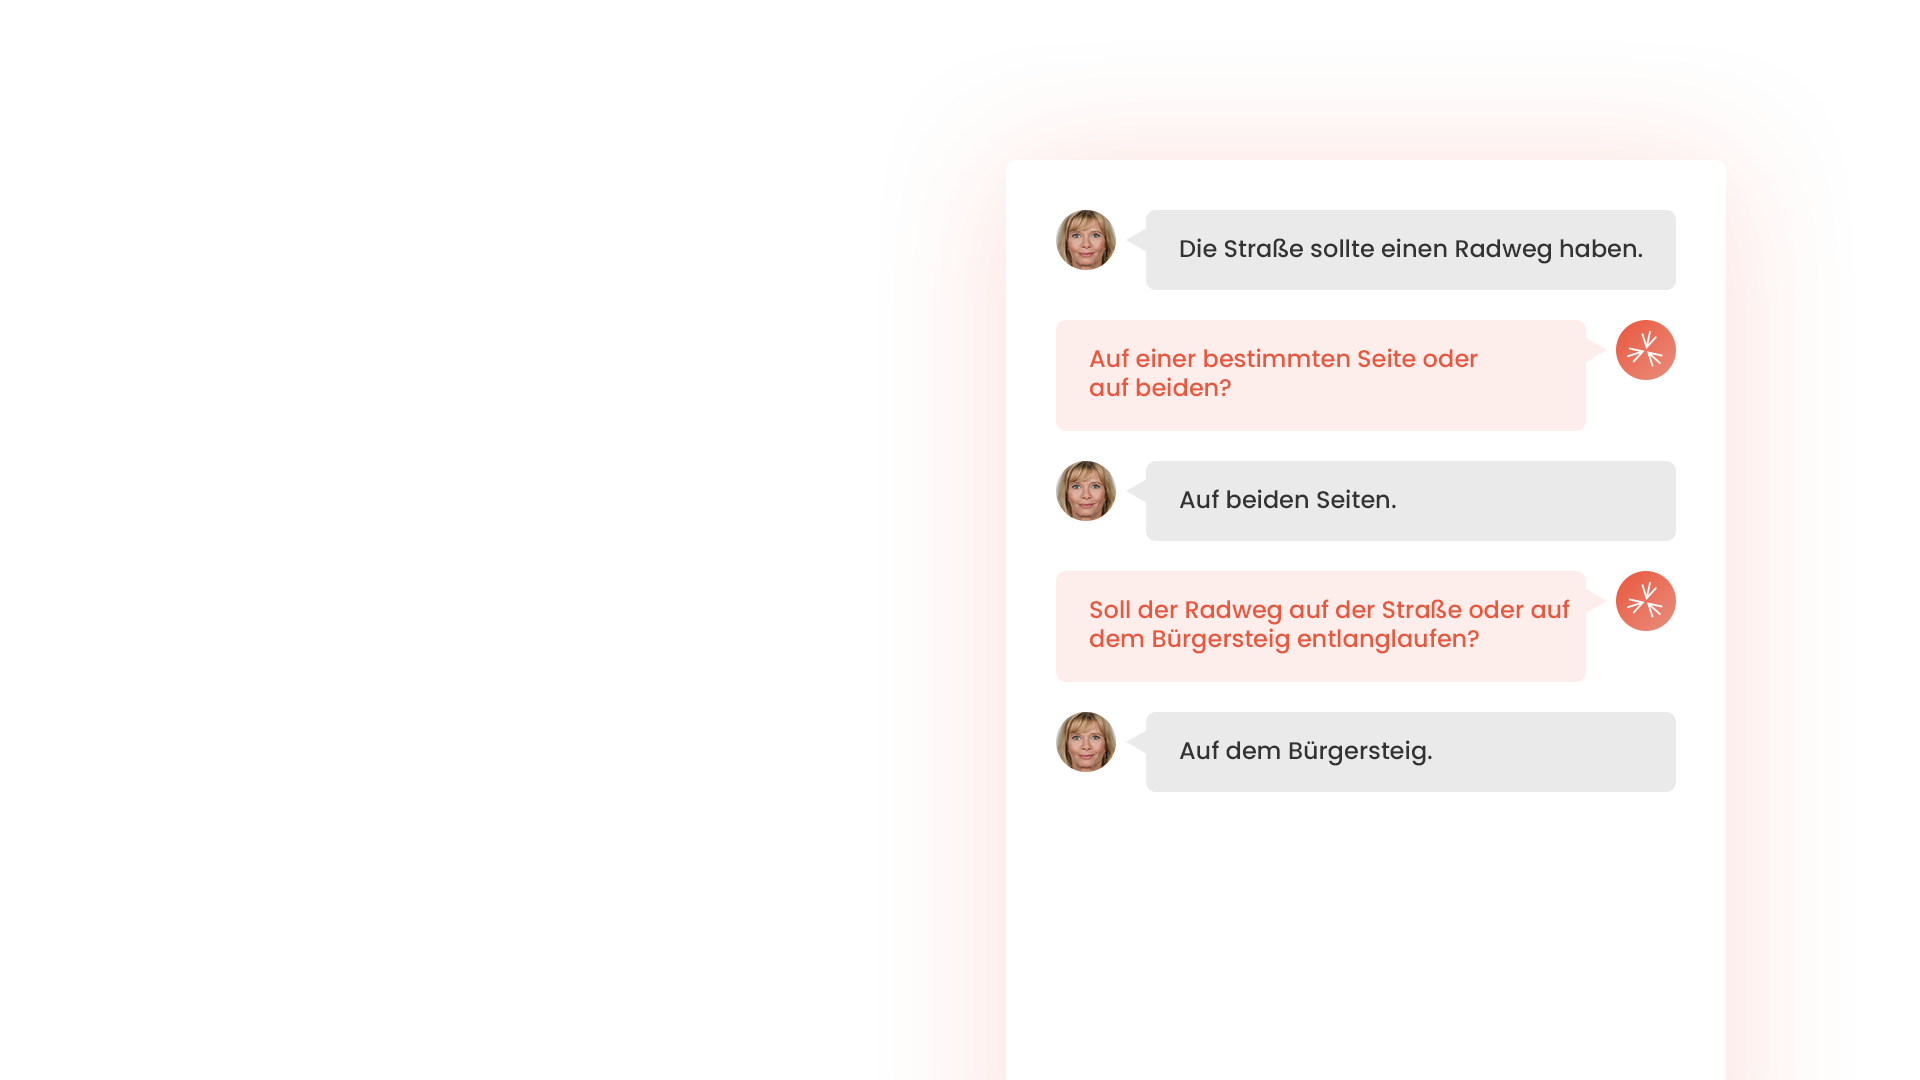 Die Straße sollte einen Radweg haben.
Auf einer bestimmten Seite oder
auf beiden?
Auf beiden Seiten.
Soll der Radweg auf der Straße oder auf
dem Bürgersteig entlanglaufen?
Auf dem Bürgersteig.